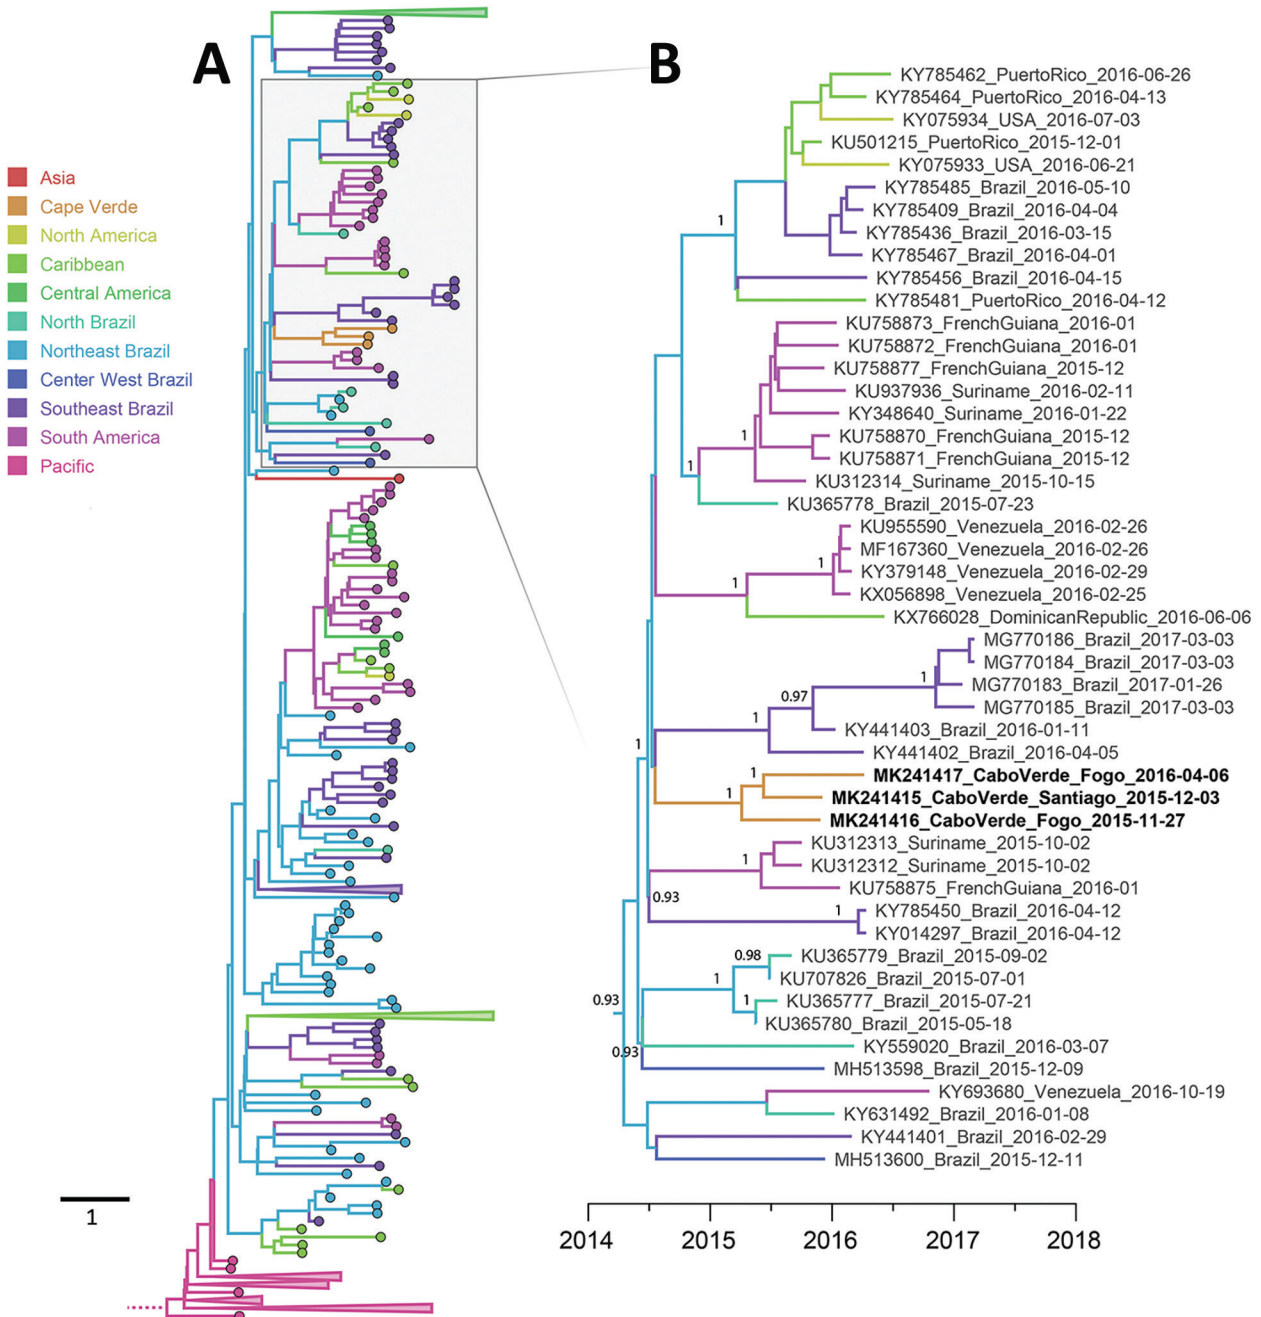 A
B
Asia
Cape Verde
North America
Caribbean
Central America
North Brazil
Northeast Brazil
Center West Brazil
Southeast Brazil
South America
Pacific
1
KY785462_PuertoRico_2016-06-26
KY785464_PuertoRico_2016-04-13
KY075934_USA_2016-07-03
KU501215_PuertoRico_2015-12-01
KY075933_USA_2016-06-21
KY785485_Brazil_2016-05-10
KY785409_Brazil_2016-04-04
1
KY785436_Brazil_2016-03-15
KY785467_Brazil_2016-04-01
KY785456_Brazil_2016-04-15
KY785481_PuertoRico_2016-04-12
KU758873_FrenchGuiana_2016-01
KU758872_FrenchGuiana_2016-01
KU758877_FrenchGuiana_2015-12
KU937936_Suriname_2016-02-11
KY348640_Suriname_2016-01-22
1
KU758870_FrenchGuiana_2015-12
KU758871_FrenchGuiana_2015-12
1
KU312314_Suriname_2015-10-15
KU365778_Brazil_2015-07-23
KU955590_Venezuela_2016-02-26
MF167360_Venezuela_2016-02-26
1
KY379148_Venezuela_2016-02-29
1
KX056898_Venezuela_2016-02-25
KX766028_DominicanRepublic_2016-06-06
MG770186_Brazil_2017-03-03
MG770184_Brazil_2017-03-03
1
MG770183_Brazil_2017-01-26
0.97
MG770185_Brazil_2017-03-03
1
KY441403_Brazil_2016-01-11
1
KY441402_Brazil_2016-04-05
1
MK241417_CaboVerde_Fogo_2016-04-06
1
MK241415_CaboVerde_Santiago_2015-12-03
MK241416_CaboVerde_Fogo_2015-11-27
KU312313_Suriname_2015-10-02
1
KU312312_Suriname_2015-10-02
KU758875_FrenchGuiana_2016-01
0.93
1
KY785450_Brazil_2016-04-12
KY014297_Brazil_2016-04-12
0.98
KU365779_Brazil_2015-09-02
1
KU707826_Brazil_2015-07-01
0.93
1
KU365777_Brazil_2015-07-21
KU365780_Brazil_2015-05-18
0.93
KY559020_Brazil_2016-03-07
MH513598_Brazil_2015-12-09
KY693680_Venezuela_2016-10-19
KY631492_Brazil_2016-01-08
KY441401_Brazil_2016-02-29
MH513600_Brazil_2015-12-11
2014 2015 2016 2017 2018